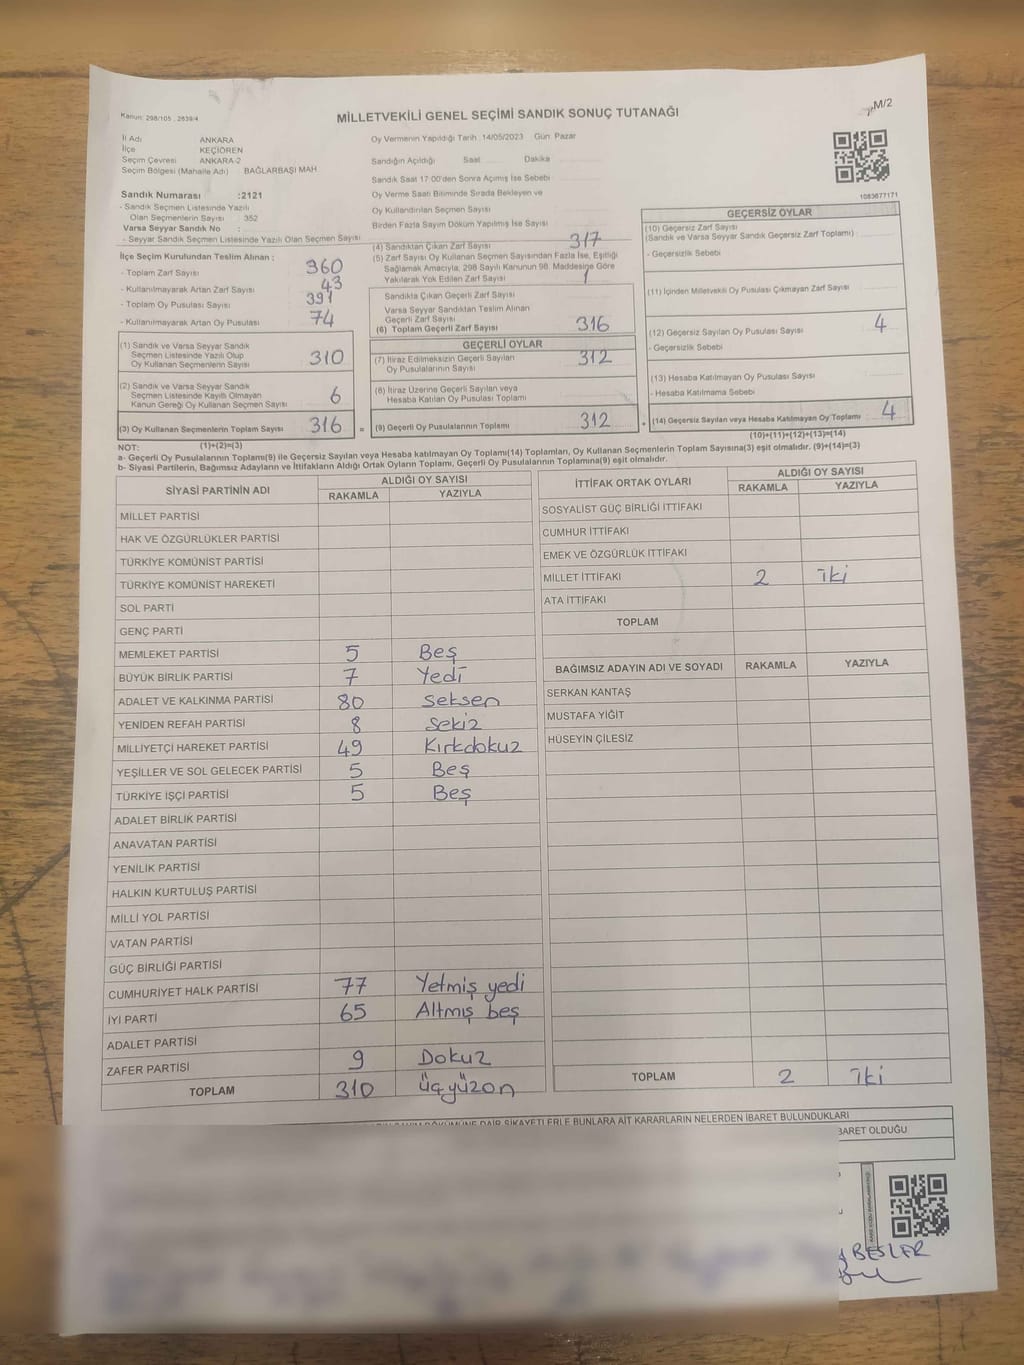 Kanun: 298/105 , 2839/4
MİLLETVEKİLİ GENEL SEÇİMİ SANDIK SONUÇ TUTANAĞI
M/2
İl Adı ANKARA
İlçe KEÇİÖREN
Seçim Çevresi ANKARA-2
Seçim Bölgesi (Mahalle Adı) BAĞLARBAŞI MAH
Sandık Numarası :2121
- Sandık Seçmen Listesinde Yazılı
Olan Seçmenlerin Sayısı : 352
Varsa Seyyar Sandık No :
- Seyyar Sandık Seçmen Listesinde Yazılı Olan Seçmen Sayısı
Oy Vermenin Yapıldığı Tarih :14/05/2023 Gün: Pazar
Sandığın Açıldığı Saat Dakika
Sandık Saat 17:00'den Sonra Açılmış İse Sebebi
Oy Verme Saati Bitiminde Sırada Bekleyen ve
Oy Kullandırılan Seçmen Sayısı
Birden Fazla Sayım Döküm Yapılmış İse Sayısı
1083677171
İlçe Seçim Kurulundan Teslim Alınan :
- Toplam Zarf Sayısı 360
- Kullanılmayarak Artan Zarf Sayısı 43
- Toplam Oy Pusulası Sayısı 391
- Kullanılmayarak Artan Oy Pusulası 74
(1) Sandık ve Varsa Seyyar Sandık
Seçmen Listesinde Yazılı Olup
Oy Kullanan Seçmenlerin Sayısı 310
(2) Sandık ve Varsa Seyyar Sandık
Seçmen Listesinde Kayıtlı Olmayan
Kanun Gereği Oy Kullanan Seçmen Sayısı 6
(3) Oy Kullanan Seçmenlerin Toplam Sayısı 316 =
(1)+(2)=(3)
(4) Sandıktan Çıkan Zarf Sayısı 317
(5) Zarf Sayısı Oy Kullanan Seçmen Sayısından Fazla İse, Eşitliği
Sağlamak Amacıyla, 298 Sayılı Kanunun 98. Maddesine Göre
Yakılarak Yok Edilen Zarf Sayısı 1
Sandıkta Çıkan Geçerli Zarf Sayısı
Varsa Seyyar Sandıktan Teslim Alınan
Geçerli Zarf Sayısı
(6) Toplam Geçerli Zarf Sayısı 316
GEÇERLİ OYLAR
(7) İtiraz Edilmeksizin Geçerli Sayılan
Oy Pusulalarının Sayısı 312
(8) İtiraz Üzerine Geçerli Sayılan veya
Hesaba Katılan Oy Pusulası Toplamı
(9) Geçerli Oy Pusulalarının Toplamı 312
GEÇERSİZ OYLAR
(10) Geçersiz Zarf Sayısı
(Sandık ve Varsa Seyyar Sandık Geçersiz Zarf Toplamı)
- Geçersizlik Sebebi
(11) İçinden Milletvekili Oy Pusulası Çıkmayan Zarf Sayısı
(12) Geçersiz Sayılan Oy Pusulası Sayısı 4
- Geçersizlik Sebebi
(13) Hesaba Katılmayan Oy Pusulası Sayısı
- Hesaba Katılmama Sebebi
+ (14) Geçersiz Sayılan veya Hesaba Katılmayan Oy Toplamı 4
(10)+(11)+(12)+(13)=(14)
NOT:
a- Geçerli Oy Pusulalarının Toplamı(9) ile Geçersiz Sayılan veya Hesaba katılmayan Oy Toplamı(14) Toplamları, Oy Kullanan Seçmenlerin Toplam Sayısına(3) eşit olmalıdır. (9)+(14)=(3)
b- Siyasi Partilerin, Bağımsız Adayların ve İttifakların Aldığı Ortak Oyların Toplamı, Geçerli Oy Pusulalarının Toplamına(9) eşit olmalıdır.
SİYASİ PARTİNİN ADI ALDIĞI OY SAYISI
RAKAMLA YAZIYLA
MİLLET PARTİSİ
HAK VE ÖZGÜRLÜKLER PARTİSİ
TÜRKİYE KOMÜNİST PARTİSİ
TÜRKİYE KOMÜNİST HAREKETİ
SOL PARTİ
GENÇ PARTİ
MEMLEKET PARTİSİ 5 Beş
BÜYÜK BİRLİK PARTİSİ 7 Yedi
ADALET VE KALKINMA PARTİSİ 80 seksen
YENİDEN REFAH PARTİSİ 8 sekiz
MİLLİYETÇİ HAREKET PARTİSİ 49 Kırkdokuz
YEŞİLLER VE SOL GELECEK PARTİSİ 5 Beş
TÜRKİYE İŞÇİ PARTİSİ 5 Beş
ADALET BİRLİK PARTİSİ
ANAVATAN PARTİSİ
YENİLİK PARTİSİ
HALKIN KURTULUŞ PARTİSİ
MİLLİ YOL PARTİSİ
VATAN PARTİSİ
GÜÇ BİRLİĞİ PARTİSİ
CUMHURİYET HALK PARTİSİ 77 Yetmiş yedi
İYİ PARTİ 65 Altmış beş
ADALET PARTİSİ
ZAFER PARTİSİ 9 Dokuz
TOPLAM 310 üçyüzon
İTTİFAK ORTAK OYLARI ALDIĞI OY SAYISI
RAKAMLA YAZIYLA
SOSYALİST GÜÇ BİRLİĞİ İTTİFAKI
CUMHUR İTTİFAKI
EMEK VE ÖZGÜRLÜK İTTİFAKI
MİLLET İTTİFAKI 2 iki
ATA İTTİFAKI
TOPLAM
BAĞIMSIZ ADAYIN ADI VE SOYADI RAKAMLA YAZIYLA
SERKAN KANTAŞ
MUSTAFA YİĞİT
HÜSEYİN ÇİLESİZ
TOPLAM 2 iki
DÖKÜMÜNE DAİR ŞİKAYETLERLE BUNLARA AİT KARARLARIN NELERDEN İBARET BULUNDUKLARI
BARET OLDUĞU
BESLER